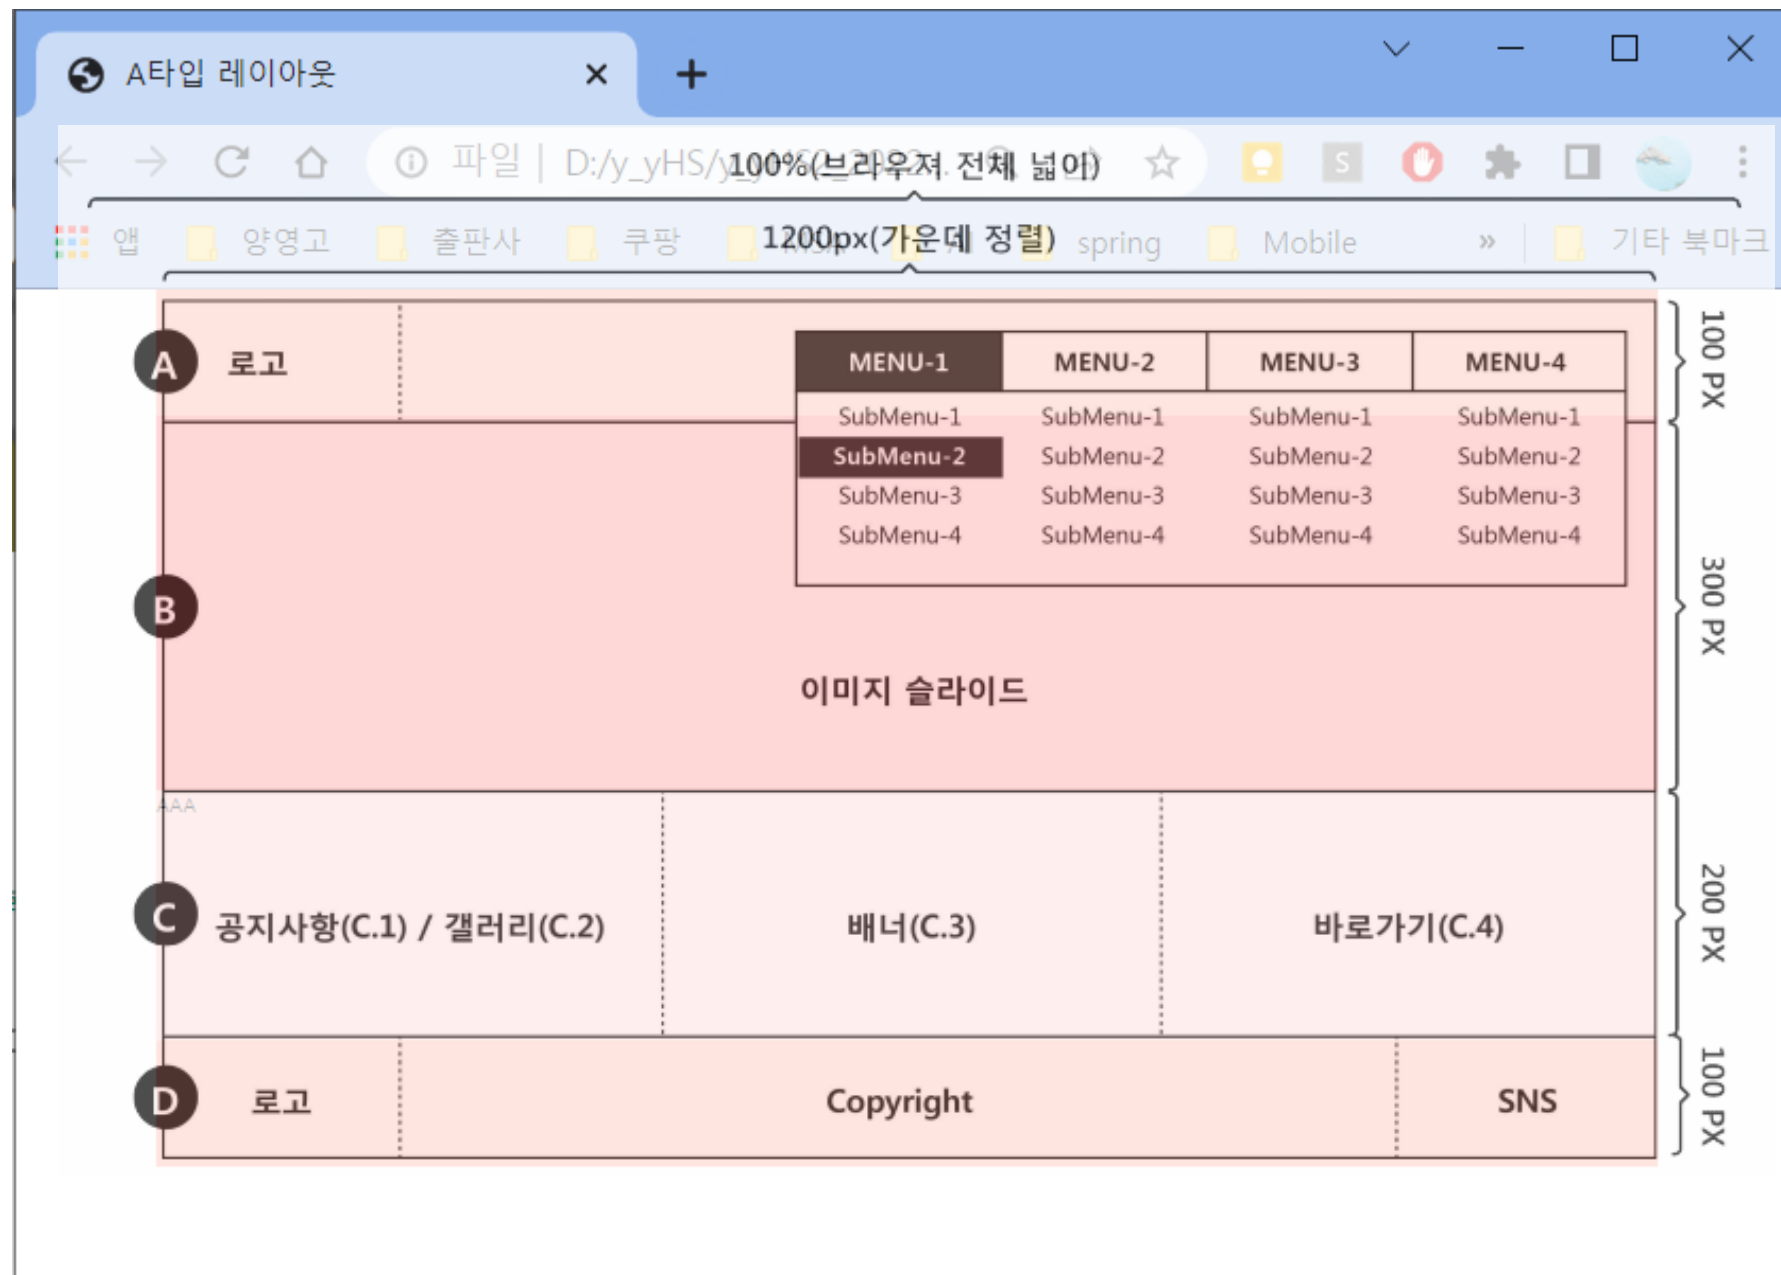 A타입 레이아웃
파일 | D:/y_yHS/y
100%(브라우져 전체 넓이)
앱 양영고 출판사 쿠팡 spring Mobile » 기타 북마크
1200px(가운데 정렬)
A 로고 MENU-1 MENU-2 MENU-3 MENU-4
100 PX
SubMenu-1 SubMenu-1 SubMenu-1 SubMenu-1
SubMenu-2 SubMenu-2 SubMenu-2 SubMenu-2
SubMenu-3 SubMenu-3 SubMenu-3 SubMenu-3
SubMenu-4 SubMenu-4 SubMenu-4 SubMenu-4
B
300 PX
이미지 슬라이드
AAA
C 공지사항(C.1) / 갤러리(C.2) 배너(C.3) 바로가기(C.4)
200 PX
D 로고 Copyright SNS
100 PX